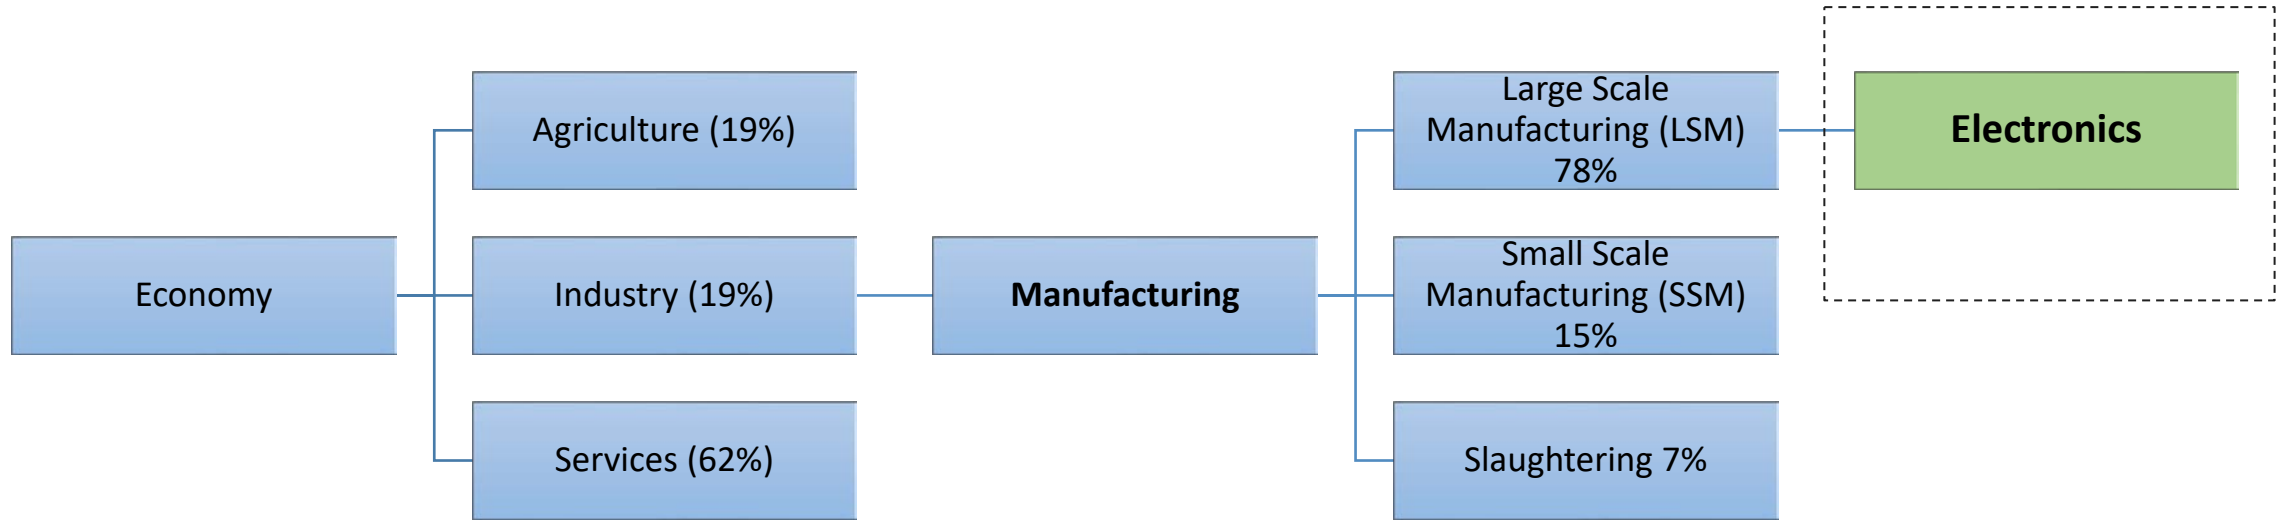 Economy
Agriculture (19%)
Industry (19%)
Services (62%)
Manufacturing
Large Scale
Manufacturing (LSM)
78%
Small Scale
Manufacturing (SSM)
15%
Slaughtering 7%
Electronics